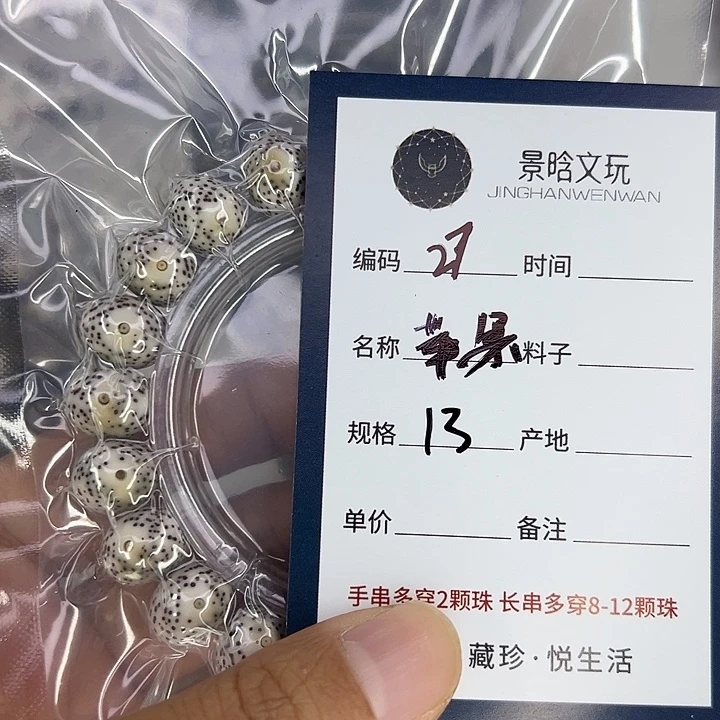 景晗文玩
JINGHANWENWAN
编码 27 时间
名称 苹果 料子
规格 13 产地
单价 备注
手串多穿2颗珠 长串多穿8-12颗珠
藏珍·悦生活